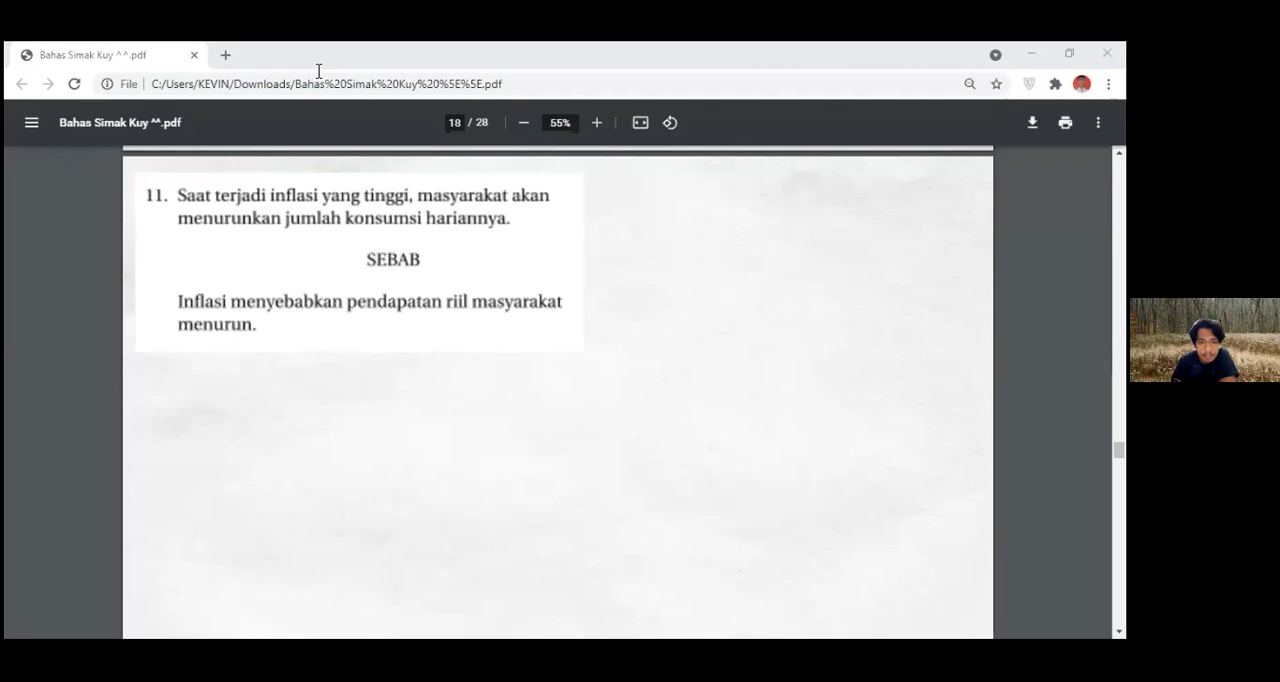 Bahas Simak Kuy ^^.pdf
File
C:/Users/KEVIN/Downloads/Bahas%20Simak%20Kuy%20%5E%5E.pdf
Bahas Simak Kuy ^^.pdf
18 / 28
55%
11. Saat terjadi inflasi yang tinggi, masyarakat akan
menurunkan jumlah konsumsi hariannya.
SEBAB
Inflasi menyebabkan pendapatan riil masyarakat
menurun.